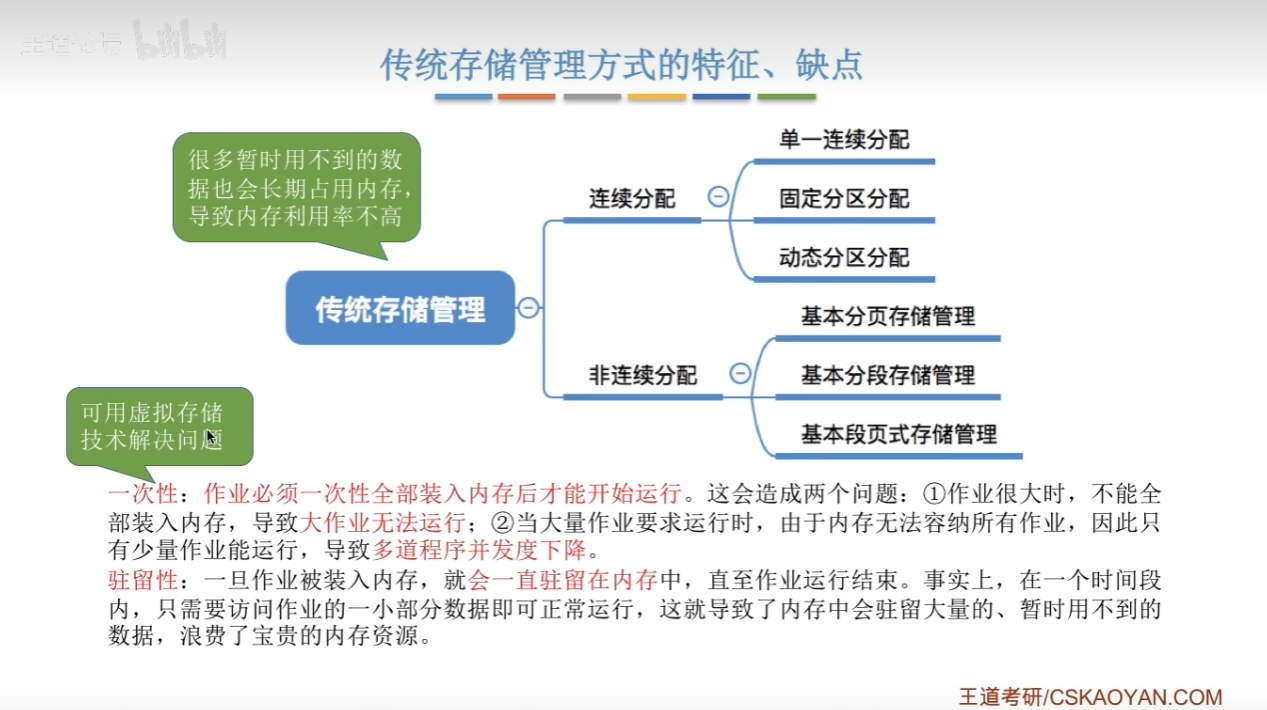 王道论坛 bilibili
传统存储管理方式的特征、缺点
很多暂时用不到的数
据也会长期占用内存，
导致内存利用率不高
传统存储管理
连续分配
单一连续分配
固定分区分配
动态分区分配
非连续分配
基本分页存储管理
基本分段存储管理
基本段页式存储管理
可用虚拟存储
技术解决问题
一次性：作业必须一次性全部装入内存后才能开始运行。这会造成两个问题：①作业很大时，不能全
部装入内存，导致大作业无法运行；②当大量作业要求运行时，由于内存无法容纳所有作业，因此只
有少量作业能运行，导致多道程序并发度下降。
驻留性：一旦作业被装入内存，就会一直驻留在内存中，直至作业运行结束。事实上，在一个时间段
内，只需要访问作业的一小部分数据即可正常运行，这就导致了内存中会驻留大量的、暂时用不到的
数据，浪费了宝贵的内存资源。
王道考研/CSKAOYAN.COM